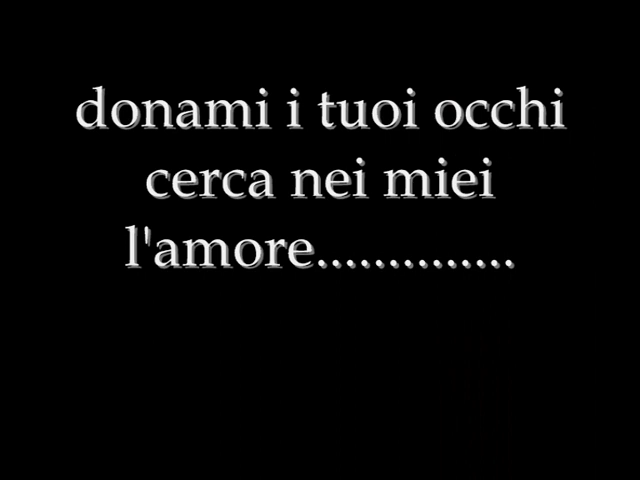 donami i tuoi occhi
cerca nei miei
l'amore..............